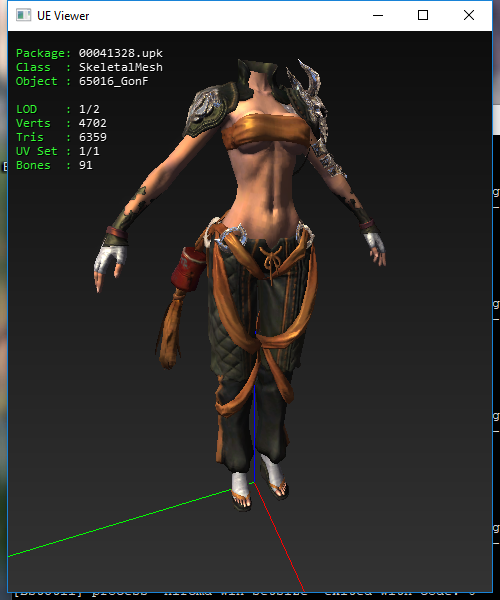 UE Viewer
Package: 00041328.upk
Class : SkeletalMesh
Object : 65016_GonF
LOD : 1/2
Verts : 4702
Tris : 6359
UV Set : 1/1
Bones : 91